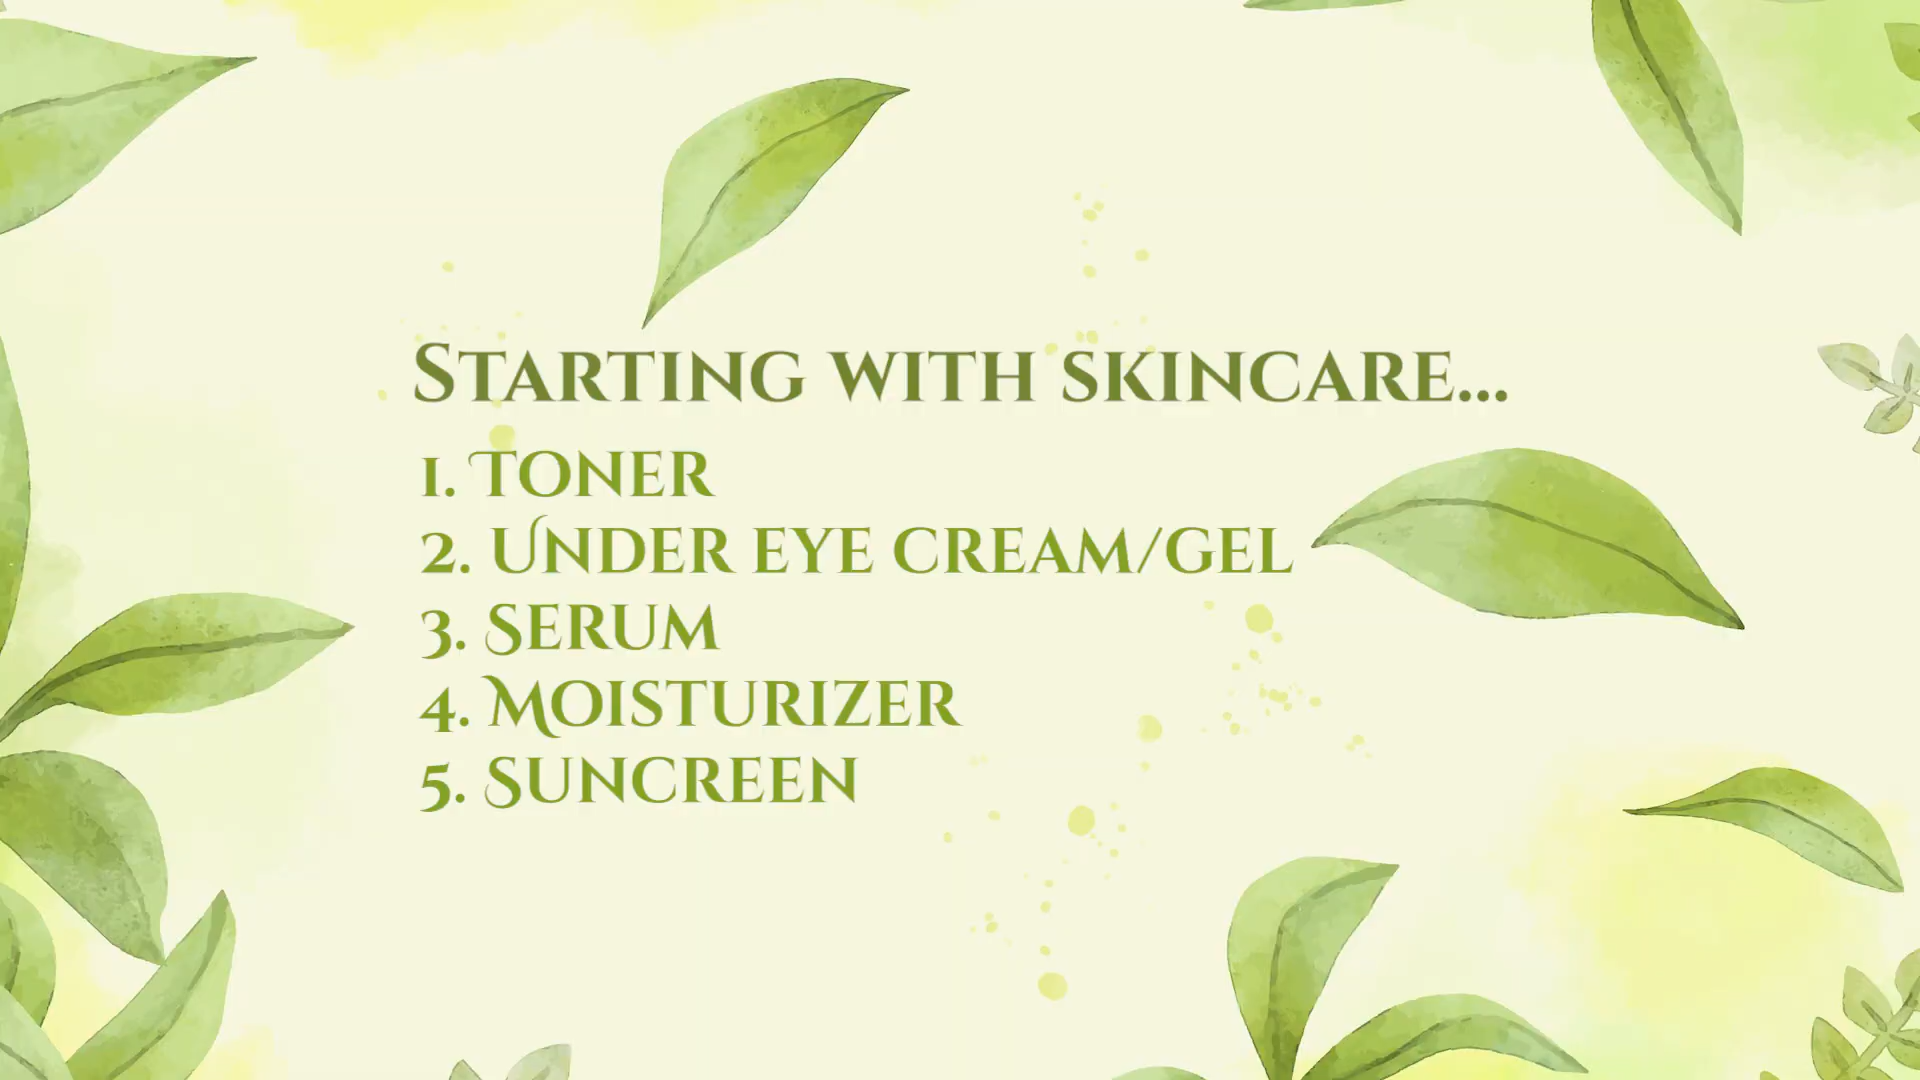 Starting with skincare...
1. Toner
2. Under eye cream/gel
3. Serum
4. Moisturizer
5. Suncreen